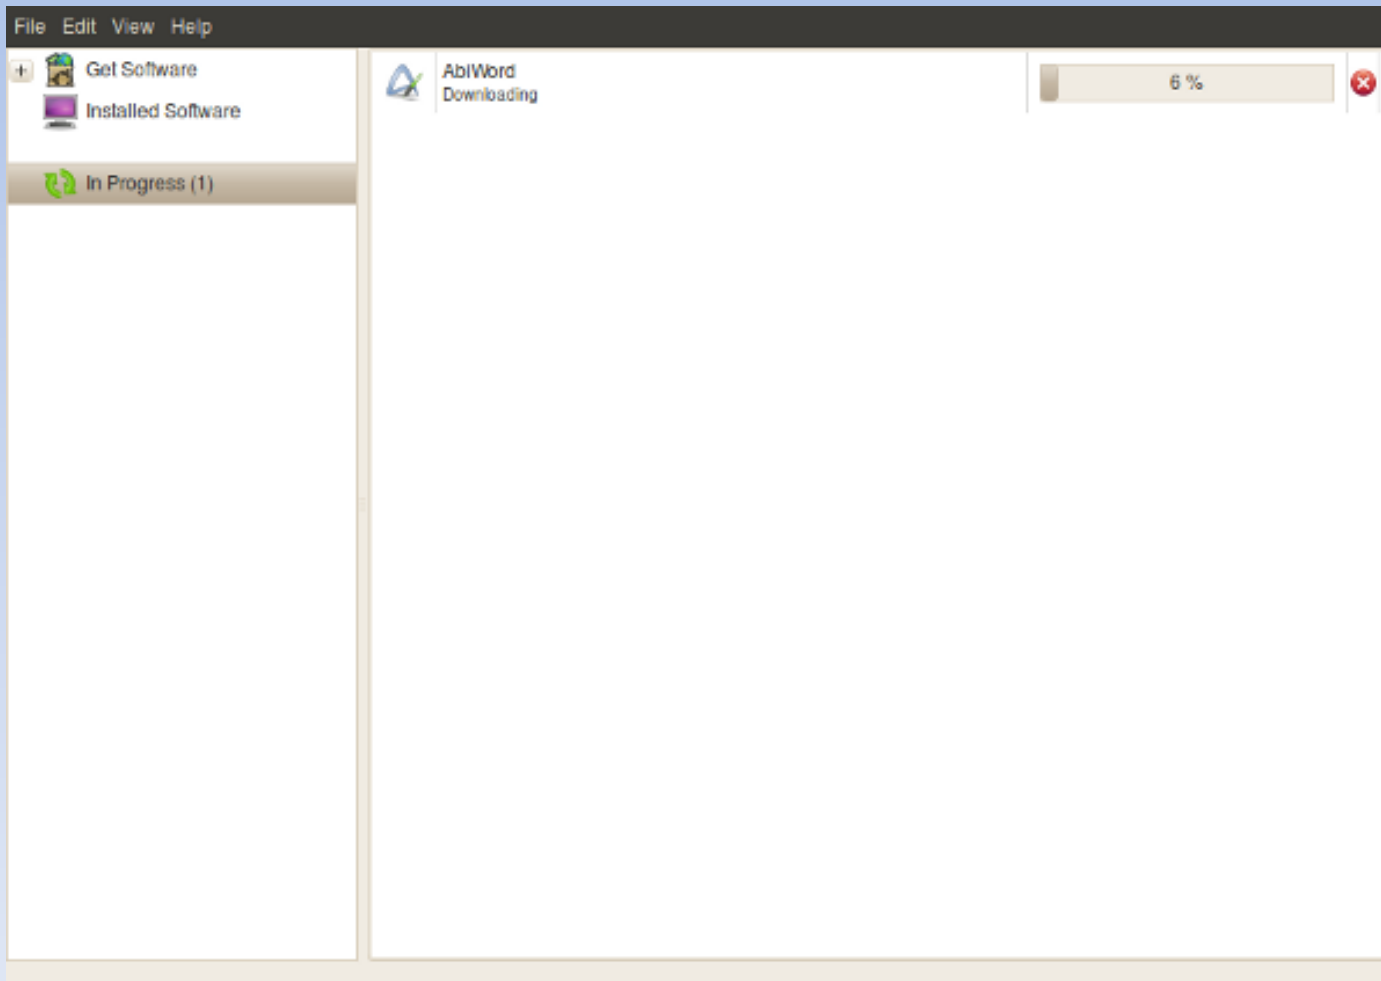 File Edit View Help
Get Software
Installed Software
In Progress (1)
AbiWord
Downloading
6 %